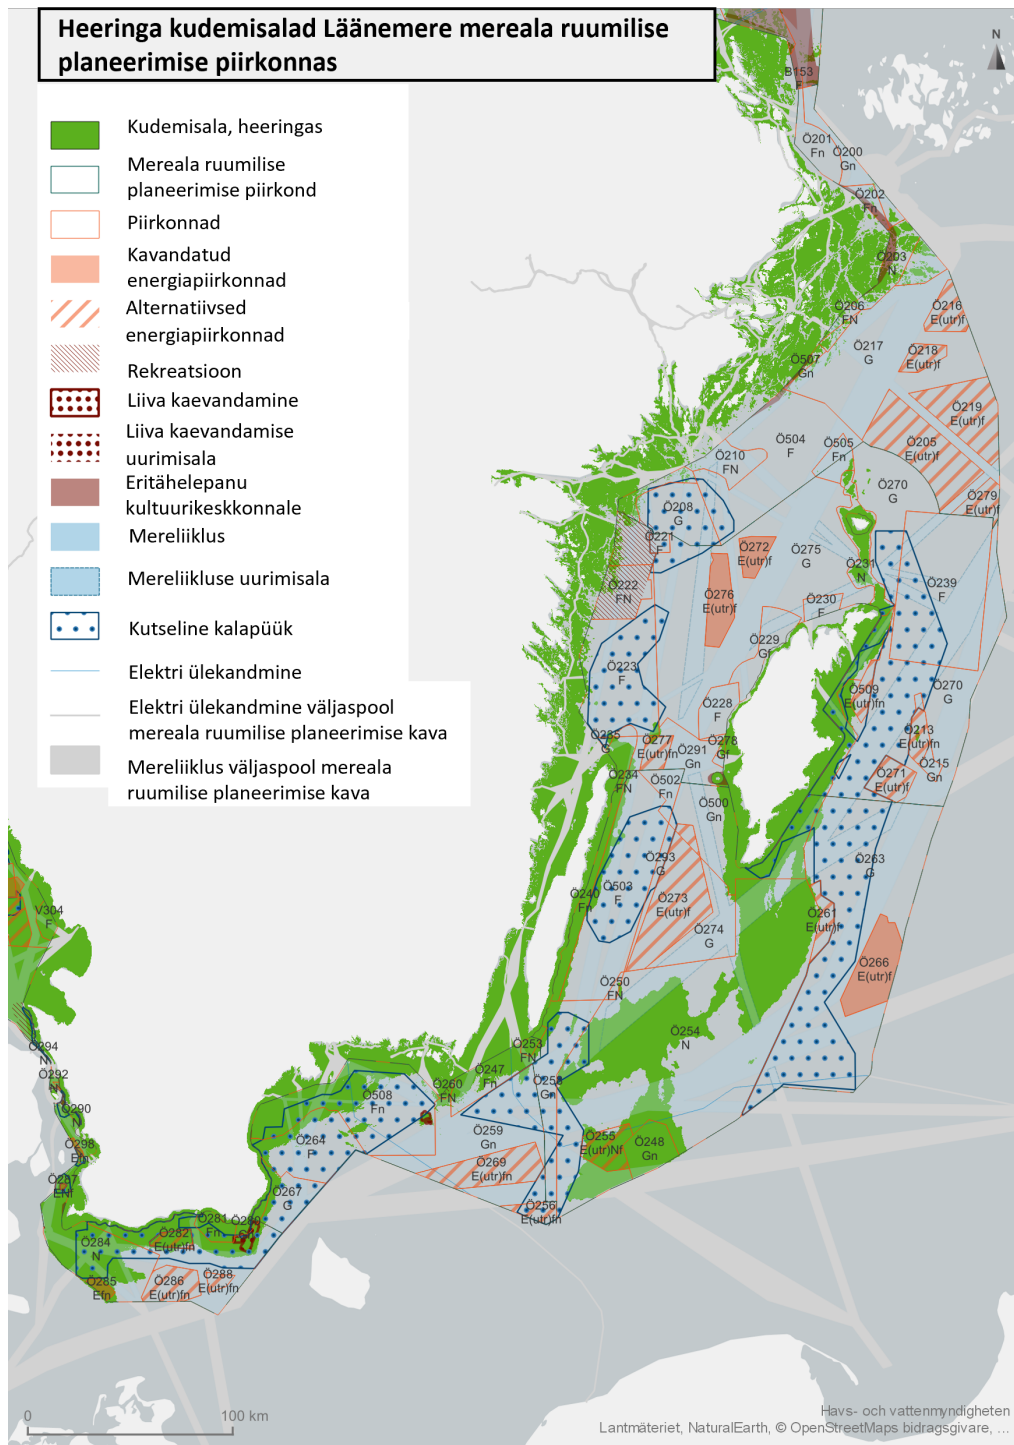 Heeringa kudemisalad Läänemere mereala ruumilise
planeerimise piirkonnas
N
Kudemisala, heeringas
Mereala ruumilise
planeerimise piirkond
Piirkonnad
Kavandatud
energiapiirkonnad
Alternatiivsed
energiapiirkonnad
Rekreatsioon
Liiva kaevandamine
Liiva kaevandamise
uurimisala
Eritähelepanu
kultuurikeskkonnale
Mereliiklus
Mereliikluse uurimisala
Kutseline kalapüük
Elektri ülekandmine
Elektri ülekandmine väljaspool
mereala ruumilise planeerimise kava
Mereliiklus väljaspool mereala
ruumilise planeerimise kava
B153
F
Ö201
Fn
Ö200
Gn
Ö202
Fn
Ö203
N
Ö206
FN
Ö216
E(utr)f
Ö217
G
Ö218
E(utr)f
Ö507
Gn
Ö219
E(utr)f
Ö205
E(utr)f
Ö504
F
Ö505
Fn
Ö210
FN
Ö270
G
Ö279
E(utr)f
Ö208
G
Ö221
F
Ö272
E(utr)f
Ö275
G
Ö231
N
Ö239
F
Ö222
FN
Ö276
E(utr)f
Ö230
F
Ö229
Gf
Ö223
F
Ö228
F
Ö509
E(utr)fn
Ö270
G
Ö213
E(utr)fn
Ö235
G
Ö277
E(utr)fn
Ö291
Gn
Ö278
Gf
Ö215
Gn
Ö271
E(utr)f
Ö234
FN
Ö502
Fn
Ö500
Gn
Ö293
G
Ö263
G
Ö240
Fn
Ö503
F
Ö273
E(utr)f
Ö261
E(utr)f
Ö274
G
Ö266
E(utr)f
Ö250
FN
Ö254
N
V304
F
Ö253
FN
Ö247
Fn
Ö260
FN
Gn
Ö508
Fn
Ö259
Gn
Ö255
E(utr)Nf
Ö248
Gn
Ö264
F
Ö269
E(utr)fn
Ö267
G
Ö256
E(utr)fn
Ö294
N
Ö292
N
Ö290
N
Ö298
Efn
Ö287
ENf
Ö281
Fn
Ö282
E(utr)fn
Ö284
N
Ö285
Efn
Ö286
E(utr)fn
Ö288
E(utr)fn
0
100 km
Havs- och vattenmyndigheten
Lantmäteriet, NaturalEarth, © OpenStreetMaps bidragsgivare, ...